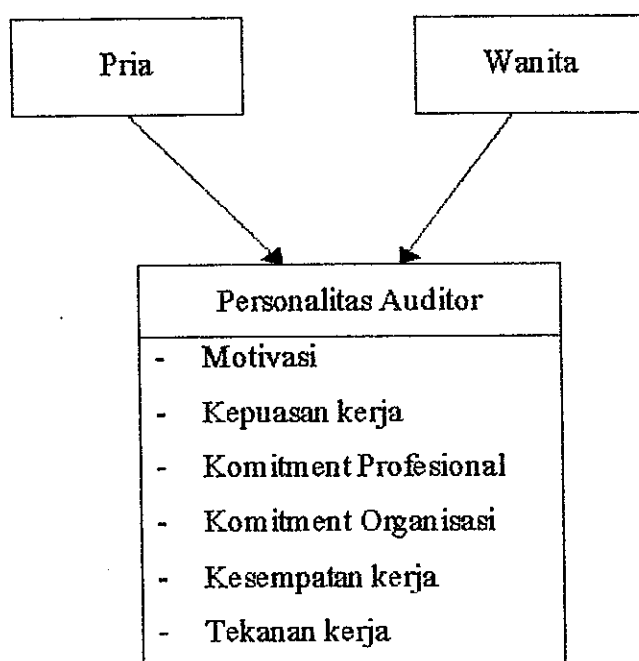 Pria
Wanita
Personalitas Auditor
- Motivasi
- Kepuasan kerja
- Komitment Profesional
- Komitment Organisasi
- Kesempatan kerja
- Tekanan kerja